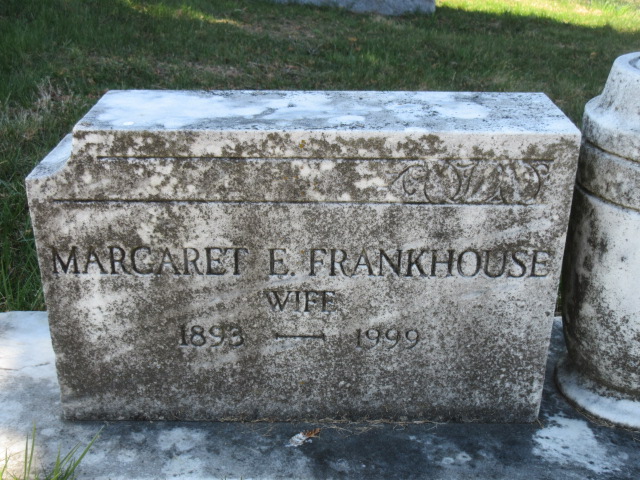 MARGARET E. FRANKHOUSE
WIFE
1893 — 1999